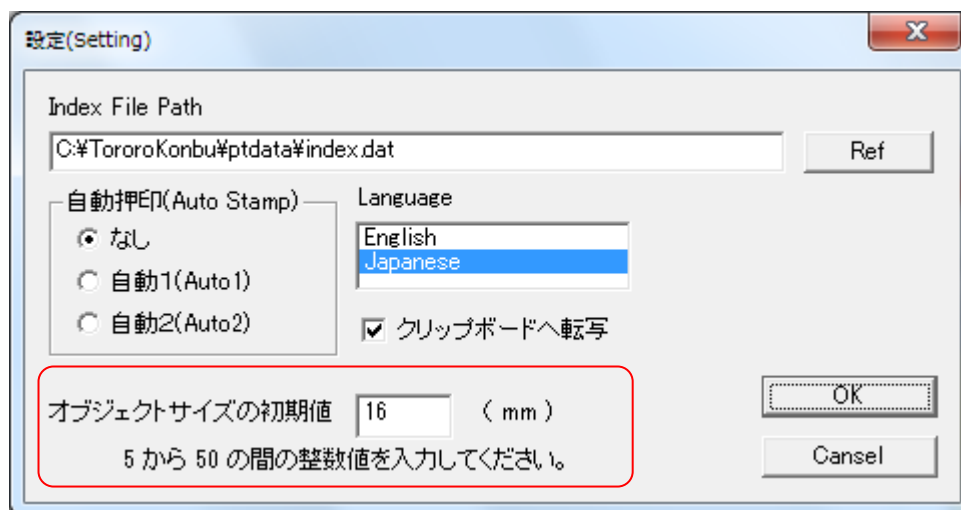 設定(Setting)
Index File Path
C:¥TororoKonbu¥ptdata¥index.dat
Ref
自動押印(Auto Stamp)
Language
なし
English
Japanese
自動1(Auto1)
自動2(Auto2)
クリップボードへ転写
オブジェクトサイズの初期値 16 (mm)
OK
5 から 50 の間の整数値を入力してください。
Cansel